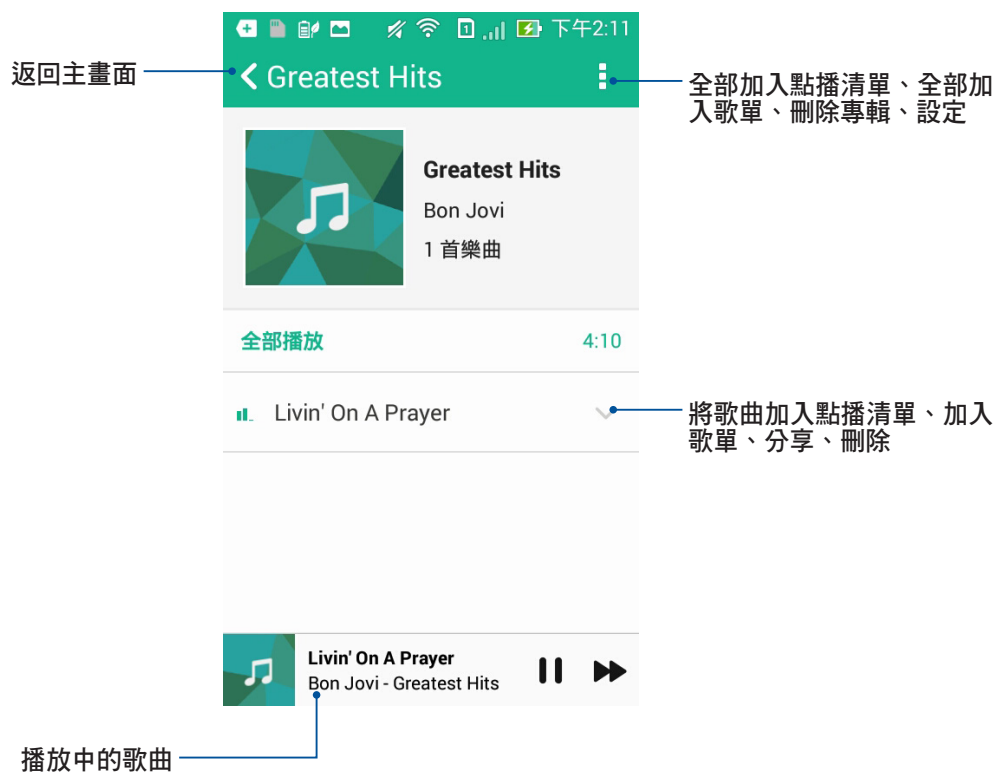 下午2:11
返回主畫面
Greatest Hits
全部加入點播清單、全部加
入歌單、刪除專輯、設定
Greatest Hits
Bon Jovi
1 首樂曲
全部播放 4:10
Livin' On A Prayer
將歌曲加入點播清單、加入
歌單、分享、刪除
Livin' On A Prayer
Bon Jovi - Greatest Hits
播放中的歌曲